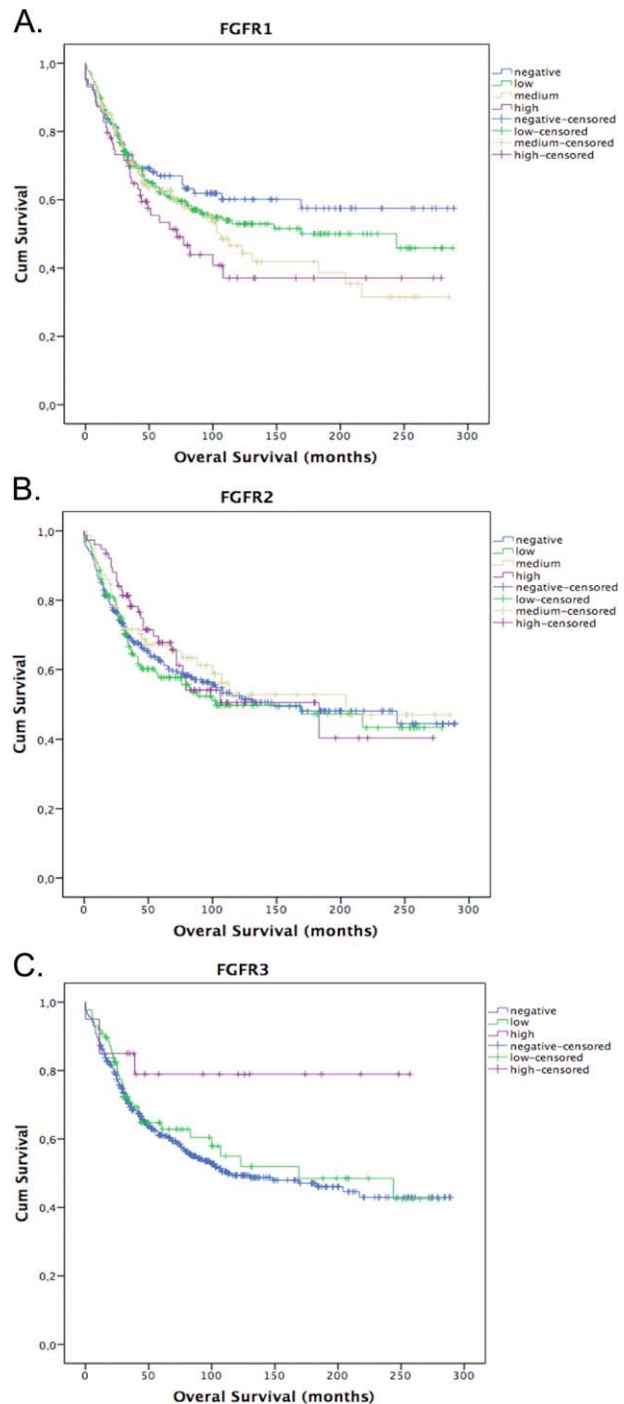 A.
FGFR1
1,0
0,8
0,6
0,4
0,2
0,0
Cum Survival
0 50 100 150 200 250 300
Overal Survival (months)
negative
low
medium
high
negative-censored
low-censored
medium-censored
high-censored
B.
FGFR2
1,0
0,8
0,6
0,4
0,2
0,0
Cum Survival
0 50 100 150 200 250 300
Overal Survival (months)
negative
low
medium
high
negative-censored
low-censored
medium-censored
high-censored
C.
FGFR3
1,0
0,8
0,6
0,4
0,2
0,0
Cum Survival
0 50 100 150 200 250 300
Overal Survival (months)
negative
low
high
negative-censored
low-censored
high-censored